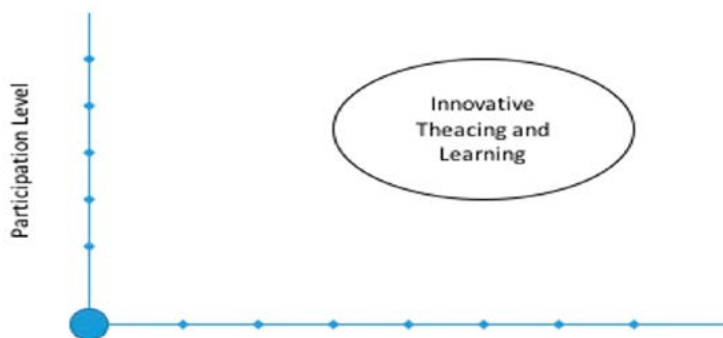 Participation Level
Innovative
Theacing and
Learning